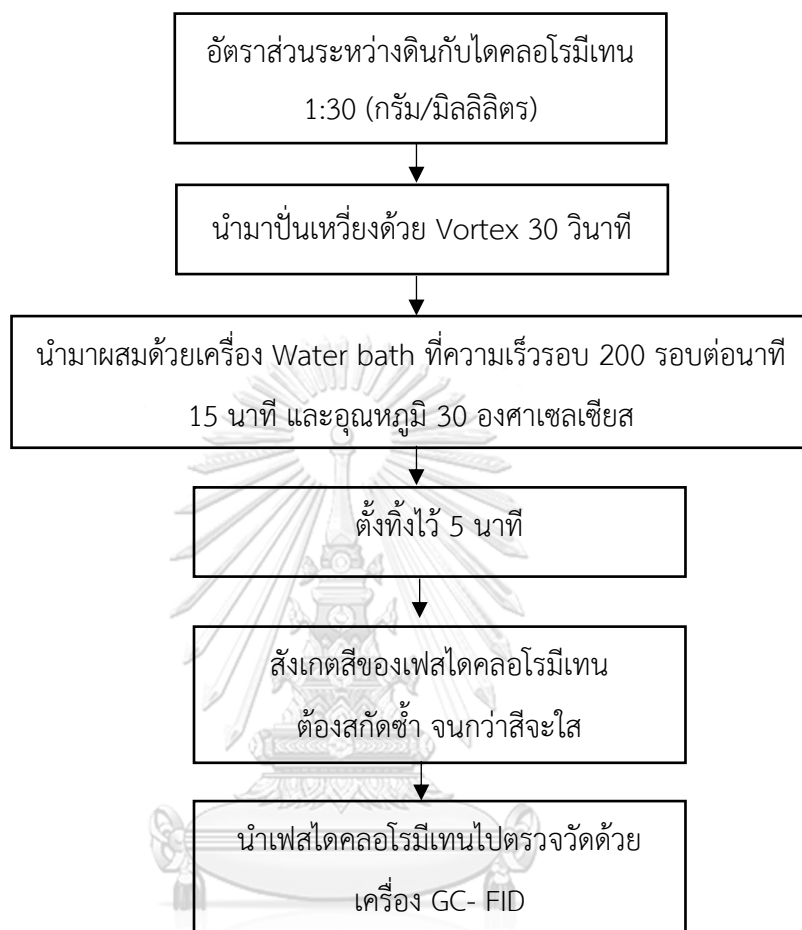 อัตราส่วนระหว่างดินกับไดคลอโรมีเทน
1:30 (กรัม/มิลลิลิตร)
นำมาปั่นเหวี่ยงด้วย Vortex 30 วินาที
นำมาผสมด้วยเครื่อง Water bath ที่ความเร็วรอบ 200 รอบต่อนาที
15 นาที และอุณหภูมิ 30 องศาเซลเซียส
ตั้งทิ้งไว้ 5 นาที
สังเกตสีของเฟสไดคลอโรมีเทน
ต้องสกัดซ้ำ จนกว่าสีจะใส
นำเฟสไดคลอโรมีเทนไปตรวจวัดด้วย
เครื่อง GC- FID